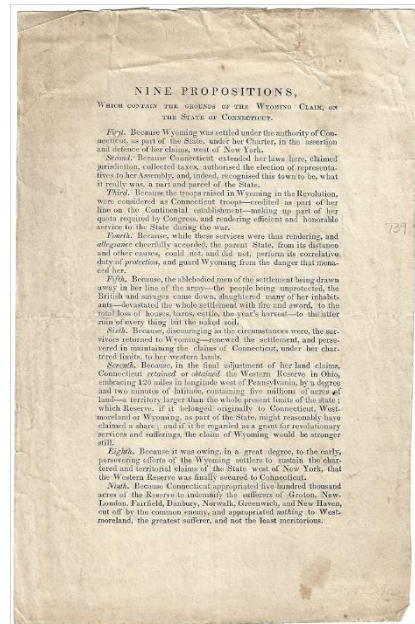 NINE PROPOSITIONS,
WHICH CONTAIN THE GROUNDS OF THE WYOMING CLAIM, ON
THE STATE OF CONNECTICUT.
First. Because Wyoming was settled under the authority of Con-
necticut, as part of the State, under her Charter, in the assertion
and defence of her claims, west of New York.
Second. Because Connecticut extended her laws here, claimed
jurisdiction, collected taxes, authorised the election of representa-
tives to her Assembly, and, indeed, recognised this town to be, what
it really was, a part and parcel of the State.
Third. Because the troops raised in Wyoming in the Revolution,
were considered as Connecticut troops—credited as part of her
line on the Continental establishment—making up part of her
quota required by Congress, and rendering efficient and honorable
service to the State during the war.
Fourth. Because, while these services were thus rendering, and
allegiance cheerfully accorded, the parent State, from its distance
and other causes, could not, and did not, perform its correlative
duty of protection, and guard Wyoming from the danger that mena-
ced her.
Fifth. Because, the ablebodied men of the settlement being drawn
away in her line of the army—the people being unprotected, the
British and savages came down, slaughtered many of her inhabit-
ants—devastated the whole settlement with fire and sword, to the
total loss of houses, barns, cattle, the year's harvest—to the utter
ruin of every thing but the naked soil.
Sixth. Because, discouraging as the circumstances were, the sur-
vivors returned to Wyoming—renewed the settlement, and perse-
vered in maintaining the claims of Connecticut, under her char-
tered limits, to her western lands.
Seventh. Because, in the final adjustment of her land claims,
Connecticut retained or obtained the Western Reserve in Ohio,
embracing 120 miles in longitude west of Pennsylvania, by a degree
and two minutes of latitude, containing five millions of acres of
land—a territory larger than the whole present limits of the state;
which Reserve, if it belonged originally to Connecticut, West-
moreland or Wyoming, as part of the State, might reasonably have
claimed a share; and if it be regarded as a grant for revolutionary
services and sufferings, the claim of Wyoming would be stronger
still.
Eighth. Because it was owing, in a great degree, to the early,
persevering efforts of the Wyoming settlers to sustain the char-
tered and territorial claims of the State west of New York, that
the Western Reserve was finally secured to Connecticut.
Ninth. Because Connecticut appropriated five hundred thousand
acres of the Reserve to indemnify the sufferers of Groton, New-
London, Fairfield, Danbury, Norwalk, Greenwich, and New Haven,
cut off by the common enemy, and appropriated nothing to West-
moreland, the greatest sufferer, and not the least meritorious.